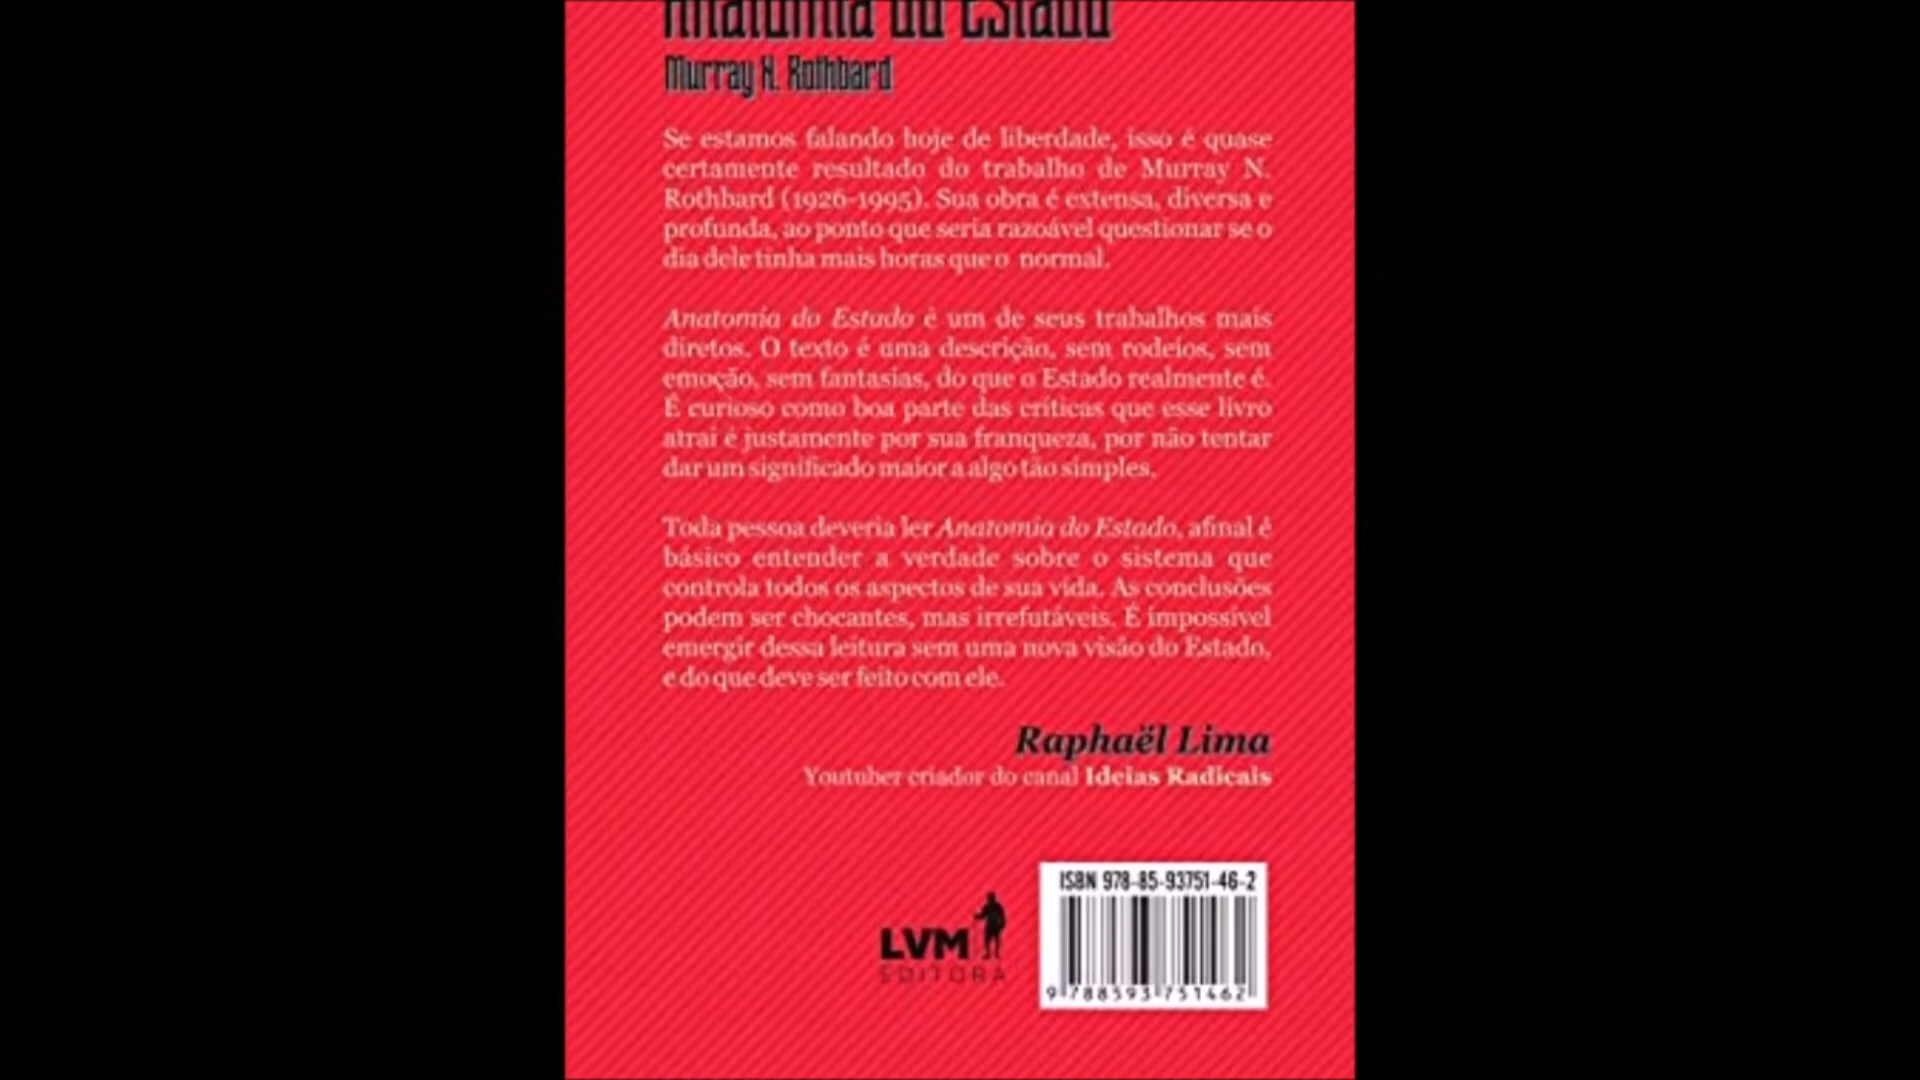 Anatomia do Estado
Murray N. Rothbard
Se estamos falando hoje de liberdade, isso é quase
certamente resultado do trabalho de Murray N.
Rothbard (1926-1995). Sua obra é extensa, diversa e
profunda, ao ponto que seria razoável questionar se o
dia dele tinha mais horas que o normal.
Anatomia do Estado é um de seus trabalhos mais
diretos. O texto é uma descrição, sem rodeios, sem
emoção, sem fantasias, do que o Estado realmente é.
É curioso como boa parte das críticas que esse livro
atrai é justamente por sua franqueza, por não tentar
dar um significado maior a algo tão simples.
Toda pessoa deveria ler Anatomia do Estado, afinal é
básico entender a verdade sobre o sistema que
controla todos os aspectos de sua vida. As conclusões
podem ser chocantes, mas irrefutáveis. É impossível
emergir dessa leitura sem uma nova visão do Estado,
e do que deve ser feito com ele.
Raphaël Lima
Youtuber criador do canal Ideias Radicais
ISBN 978-85-93751-46-2
LVM
EDITORA
9 788593 751462